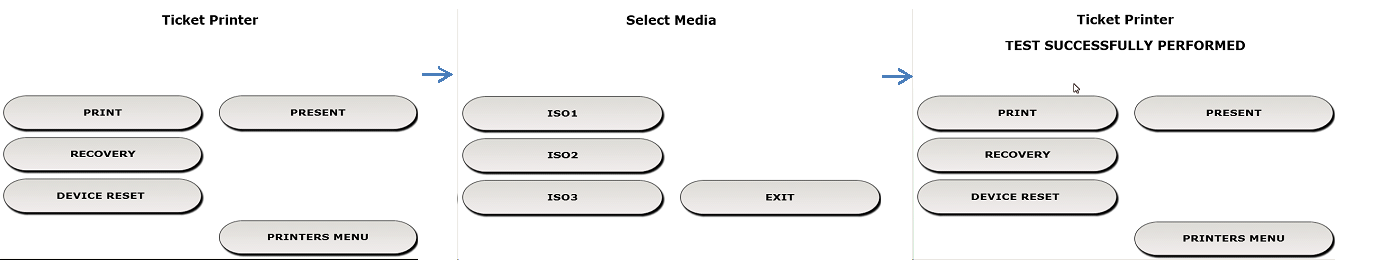 Ticket Printer
PRINT
PRESENT
RECOVERY
DEVICE RESET
PRINTERS MENU
Select Media
ISO1
ISO2
ISO3
EXIT
Ticket Printer
TEST SUCCESSFULLY PERFORMED
PRINT
PRESENT
RECOVERY
DEVICE RESET
PRINTERS MENU